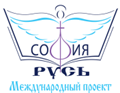 СОФИЯ
РУСЬ
Международный проект